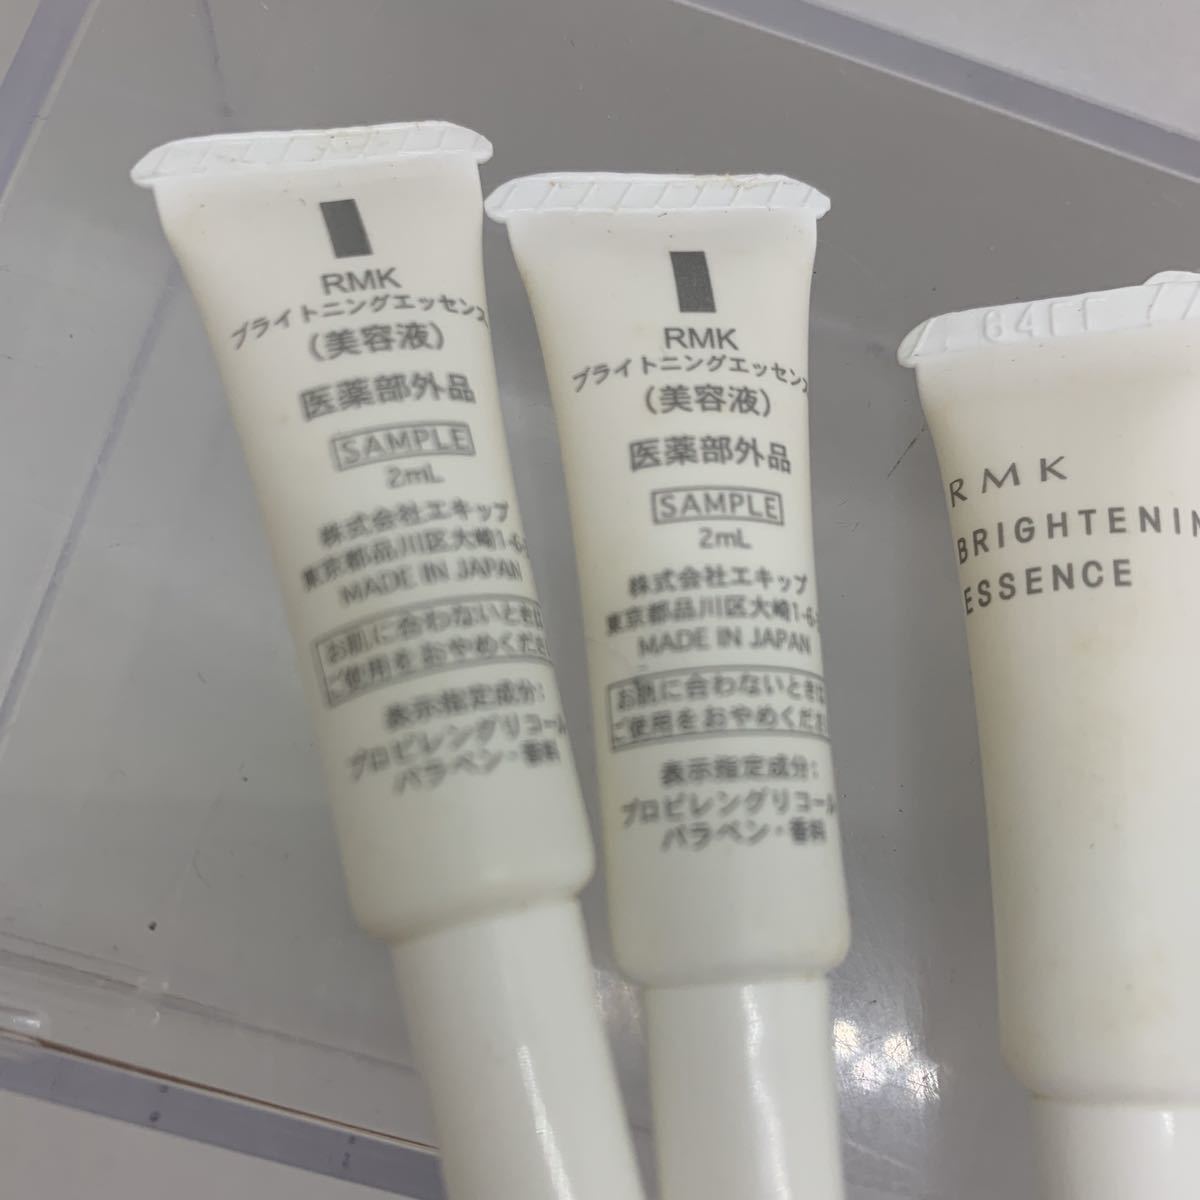 RMK
ブライトニングエッセンス
(美容液)
医薬部外品
SAMPLE
2mL
株式会社エキップ
東京都品川区大崎1-6-
MADE IN JAPAN
お肌に合わないときは
ご使用をおやめくださ
表示指定成分:
プロピレングリコール
パラベン・香料
RMK
ブライトニングエッセンス
(美容液)
医薬部外品
SAMPLE
2mL
株式会社エキップ
東京都品川区大崎1-6-
MADE IN JAPAN
お肌に合わないときは
ご使用をおやめくださ
表示指定成分:
プロピレングリコール
パラベン・香料
RMK
BRIGHTENIN
ESSENCE